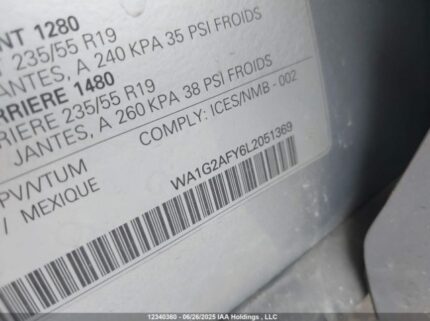 NT 1280
235/55 R19
JANTES, A 240 KPA 35 PSI FROIDS
RRIERE 1480
RIERE 235/55 R19
JANTES, A 260 KPA 38 PSI FROIDS
COMPLY: ICES/NMB - 002
PV/VTUM
/ MEXIQUE
WA1G2AFY6L2051369
12340360 - 06/26/2025 IAA Holdings , LLC